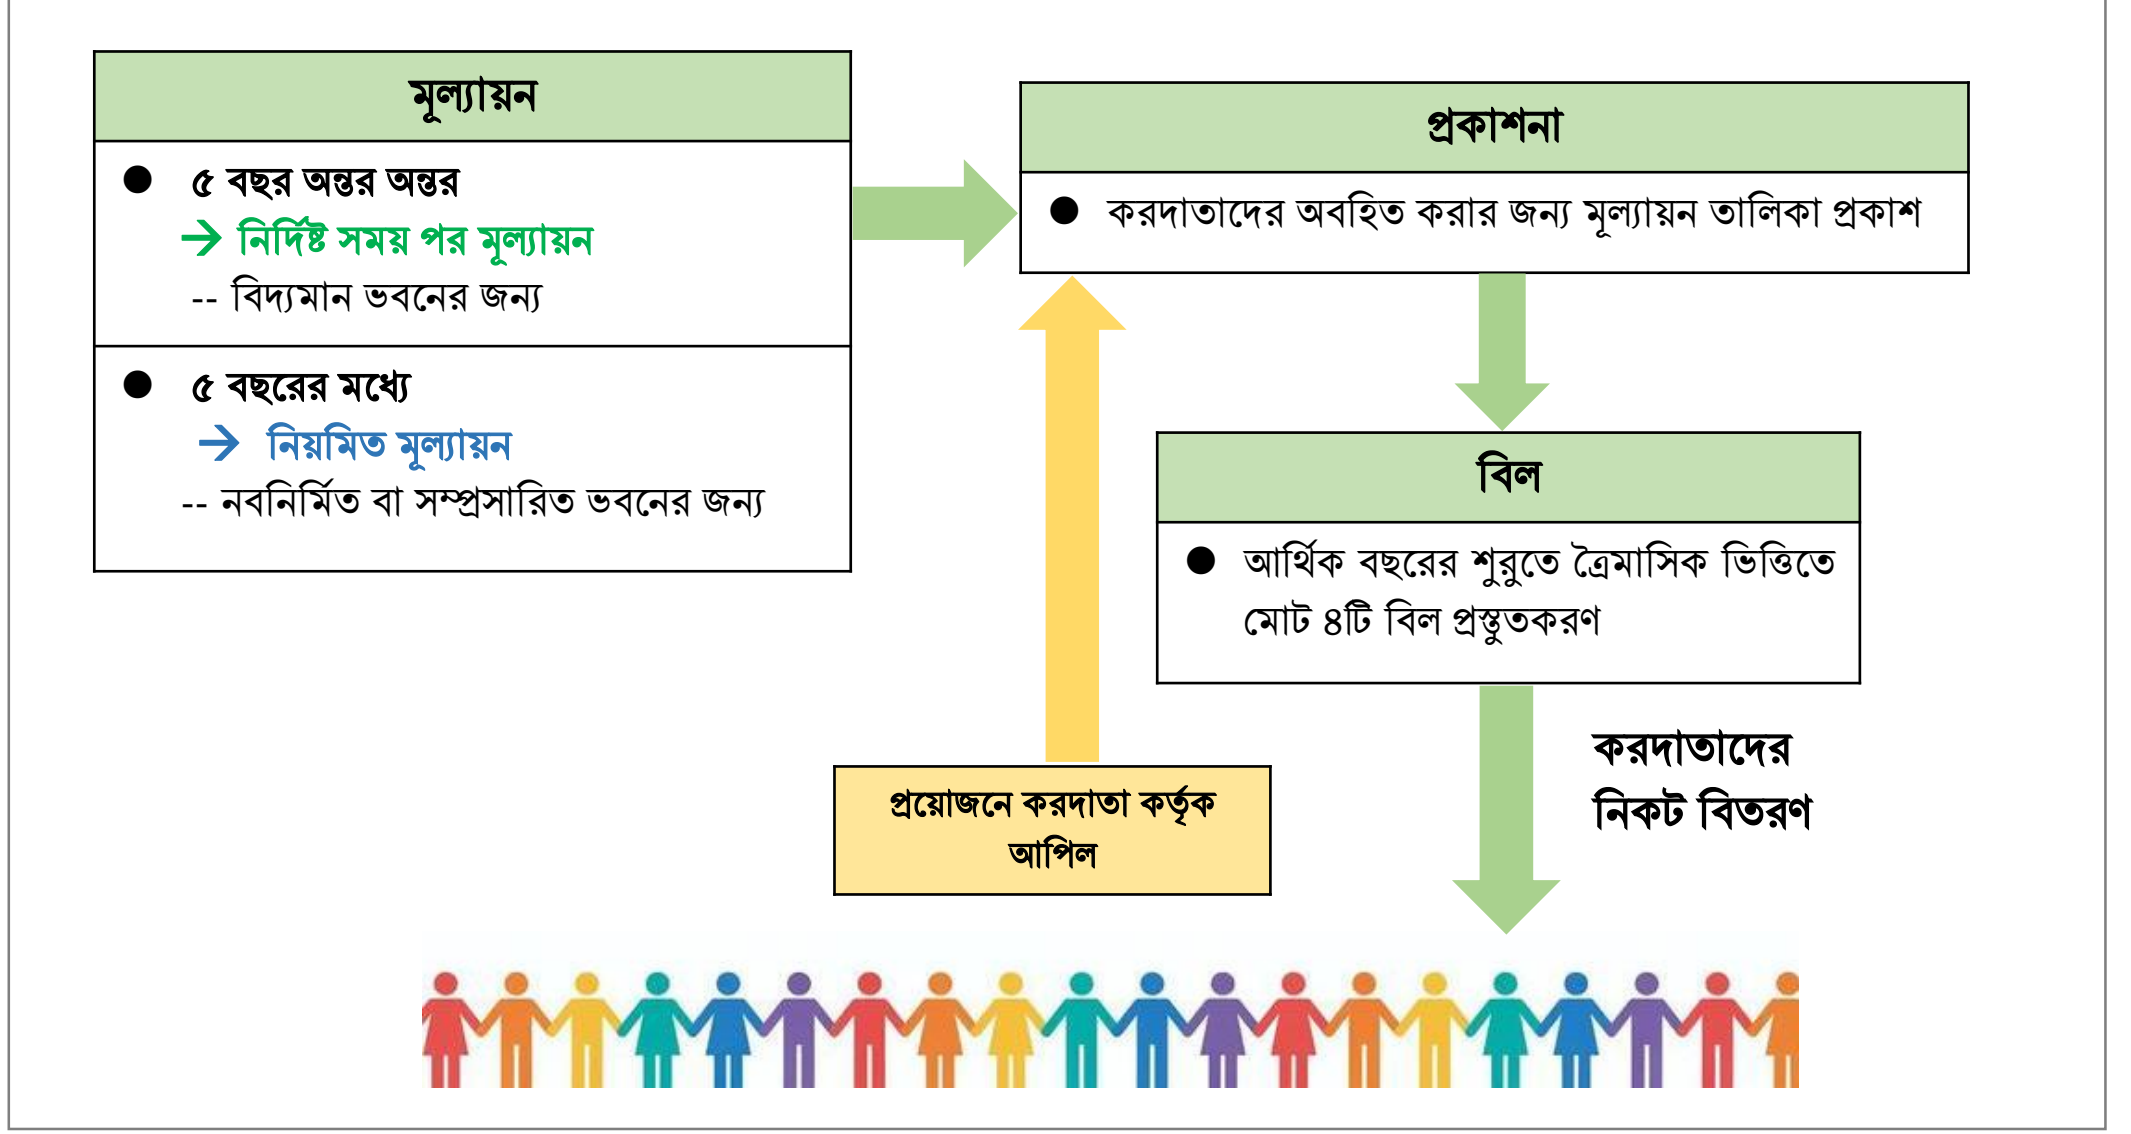 মূল্যায়ন
● ৫ বছর অন্তর অন্তর
→ নির্দিষ্ট সময় পর মূল্যায়ন
-- বিদ্যমান ভবনের জন্য
● ৫ বছরের মধ্যে
→ নিয়মিত মূল্যায়ন
-- নবনির্মিত বা সম্প্রসারিত ভবনের জন্য
প্রকাশনা
● করদাতাদের অবহিত করার জন্য মূল্যায়ন তালিকা প্রকাশ
বিল
● আর্থিক বছরের শুরুতে ত্রৈমাসিক ভিত্তিতে
মোট ৪টি বিল প্রস্তুতকরণ
করদাতাদের
নিকট বিতরণ
প্রয়োজনে করদাতা কর্তৃক
আপিল